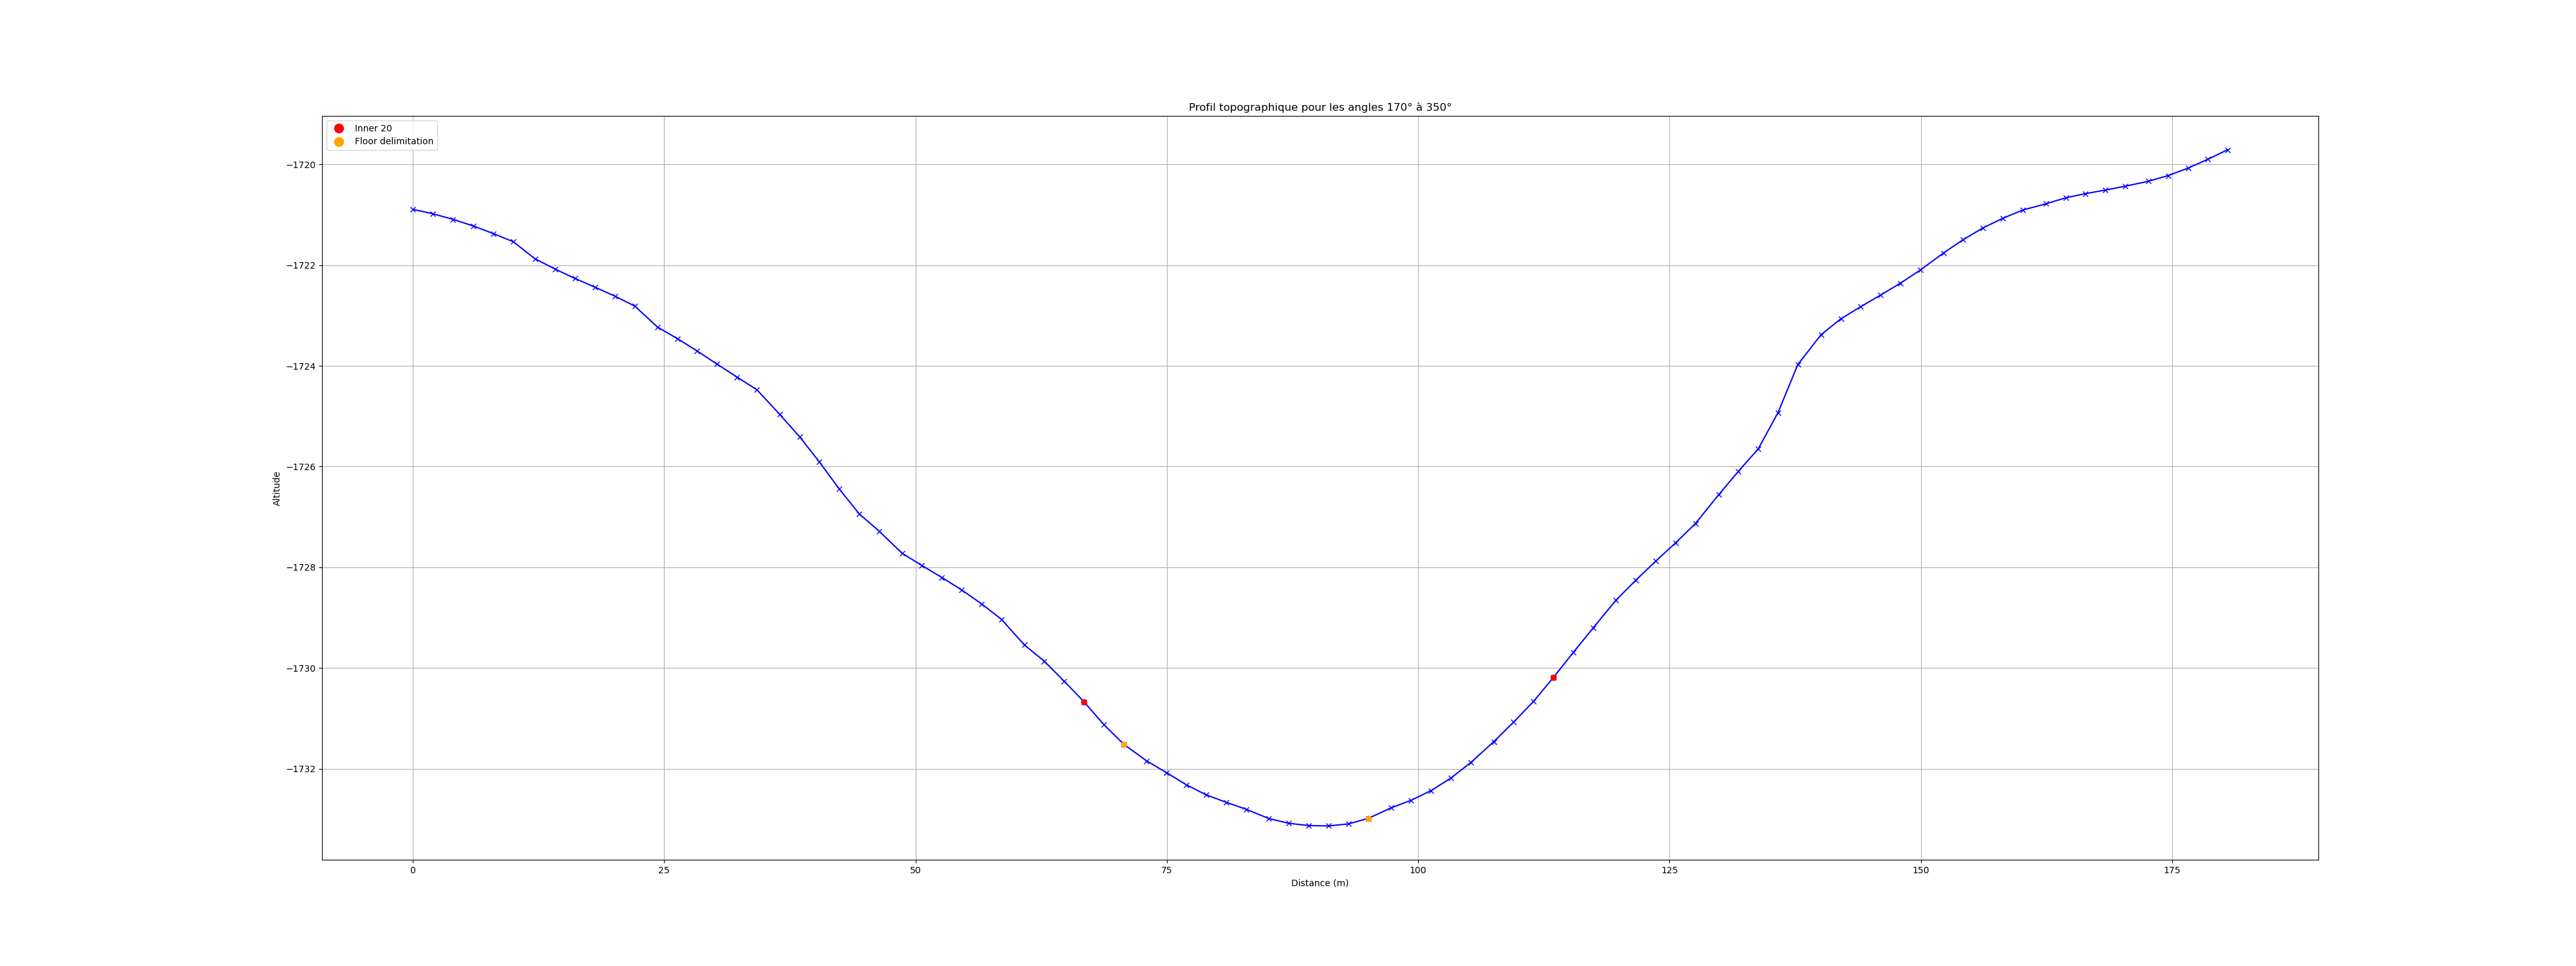 Profil topographique pour les angles 170° à 350°
Inner 20
Floor delimitation
Altitude
−1720
−1722
−1724
−1726
−1728
−1730
−1732
0 25 50 75 100 125 150 175
Distance (m)